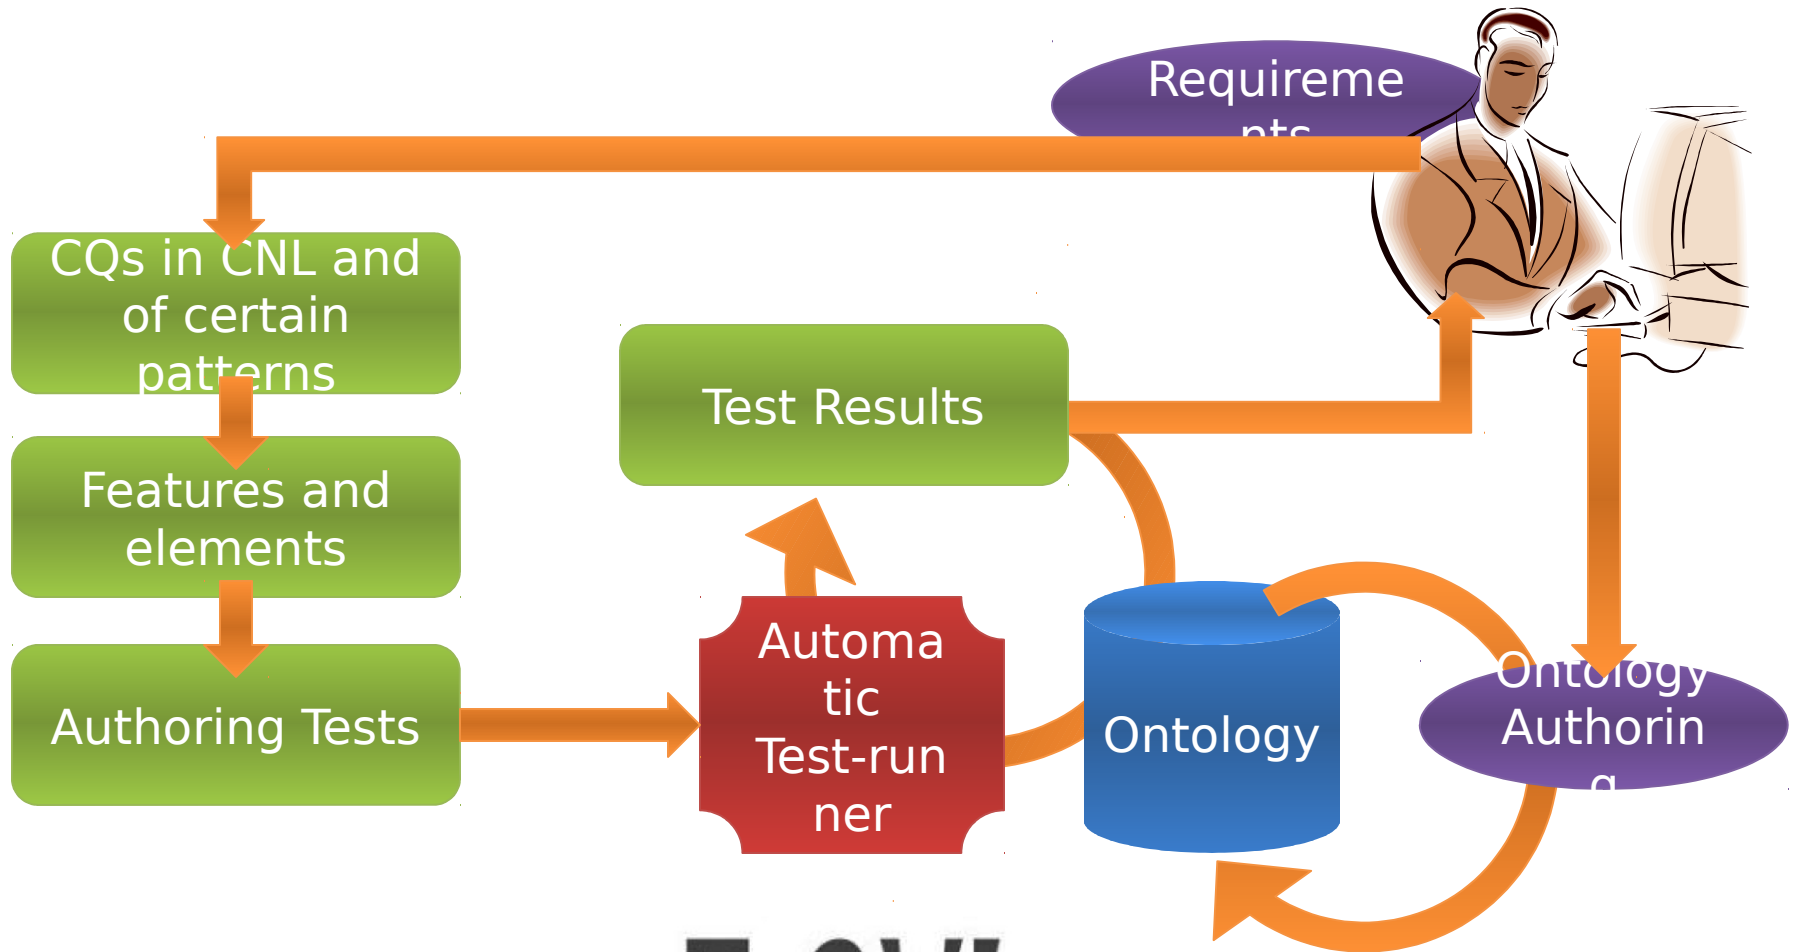 Requireme
nts
CQs in CNL and
of certain
patterns
Features and
elements
Authoring Tests
Test Results
Automa
tic
Test-run
ner
Ontology
Ontology
Authorin
g